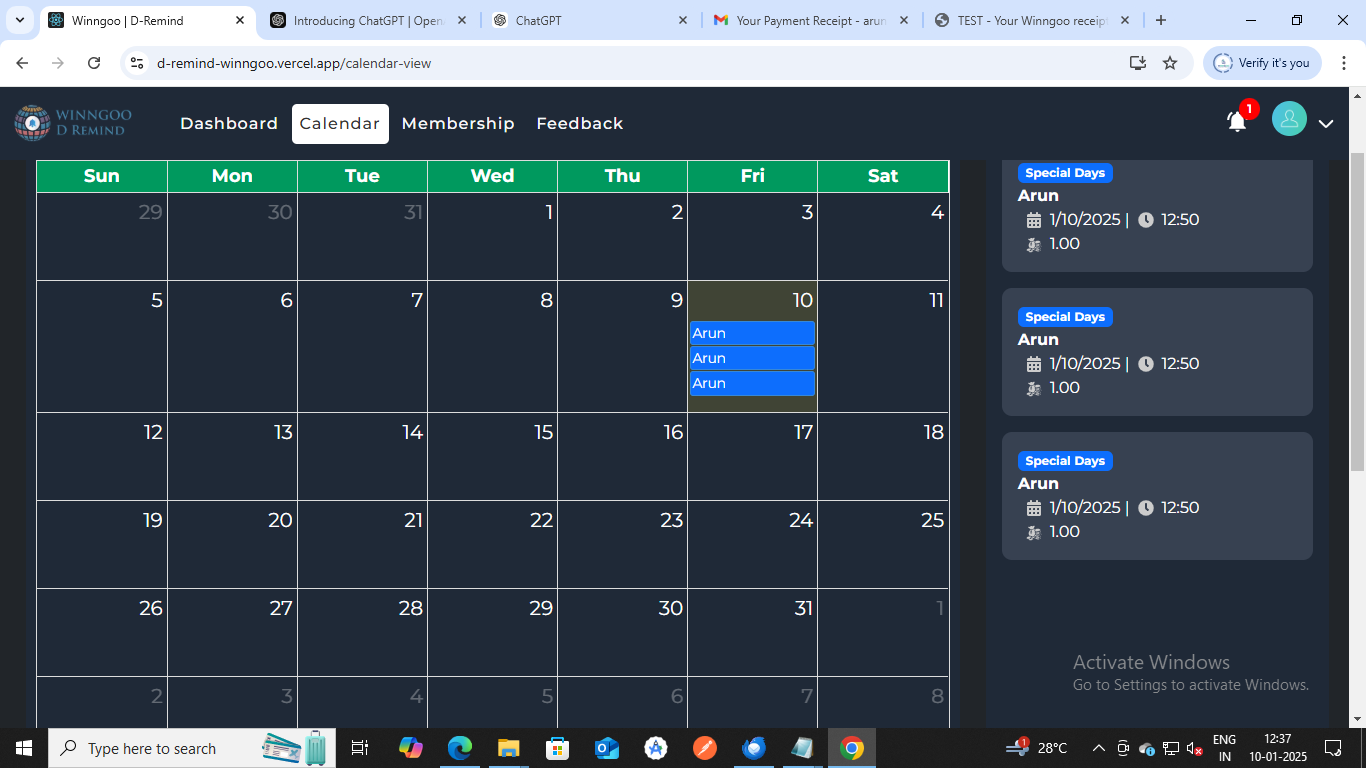 Winngoo | D-Remind
Introducing ChatGPT | Open
ChatGPT
Your Payment Receipt - arun
TEST - Your Winngoo receip
d-remind-winngoo.vercel.app/calendar-view
Verify it's you
WINNGOO
D REMIND
Dashboard
Calendar
Membership
Feedback
1
Sun Mon Tue Wed Thu Fri Sat
29 30 31 1 2 3 4
5 6 7 8 9 10 11
Arun
Arun
Arun
12 13 14 15 16 17 18
19 20 21 22 23 24 25
26 27 28 29 30 31 1
2 3 4 5 6 7 8
Special Days
Arun
1/10/2025 | 12:50
1.00
Special Days
Arun
1/10/2025 | 12:50
1.00
Special Days
Arun
1/10/2025 | 12:50
1.00
Activate Windows
Go to Settings to activate Windows.
Type here to search
1
28°C
ENG
IN
12:37
10-01-2025